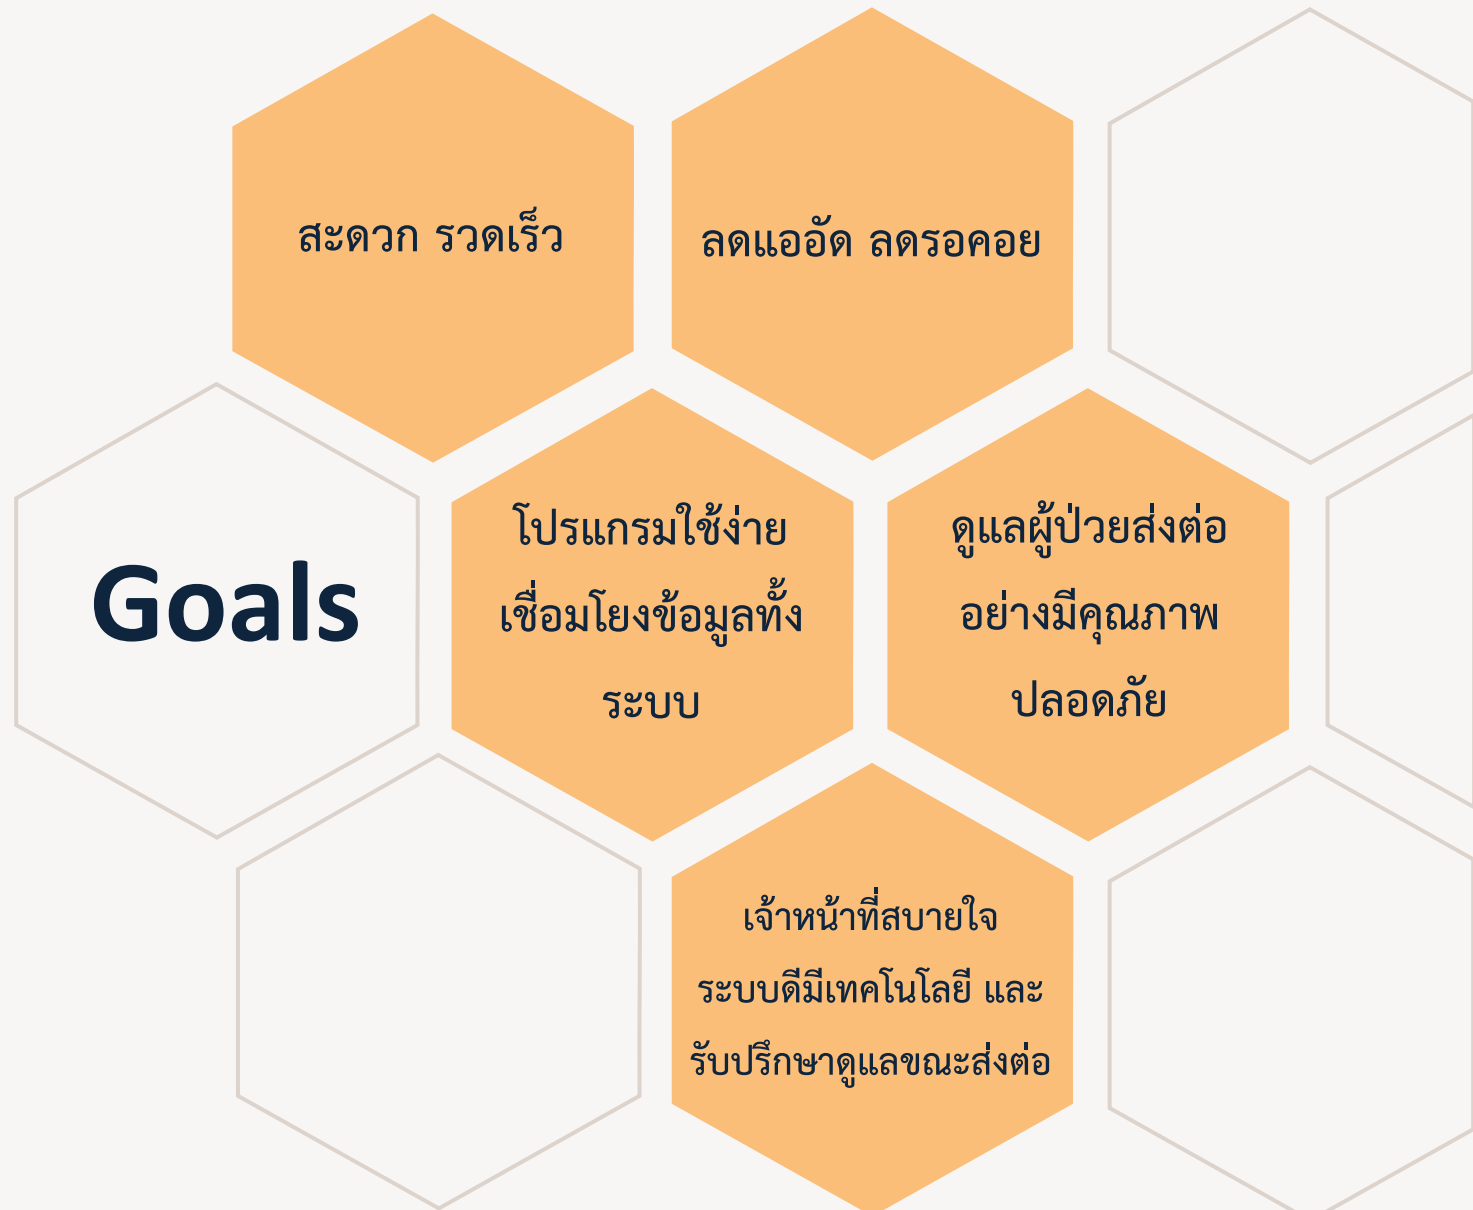 สะดวก รวดเร็ว
ลดแออัด ลดรอคอย
Goals
โปรแกรมใช้ง่าย
เชื่อมโยงข้อมูลทั้ง
ระบบ
ดูแลผู้ป่วยส่งต่อ
อย่างมีคุณภาพ
ปลอดภัย
เจ้าหน้าที่สบายใจ
ระบบดีมีเทคโนโลยี และ
รับปรึกษาดูแลขณะส่งต่อ